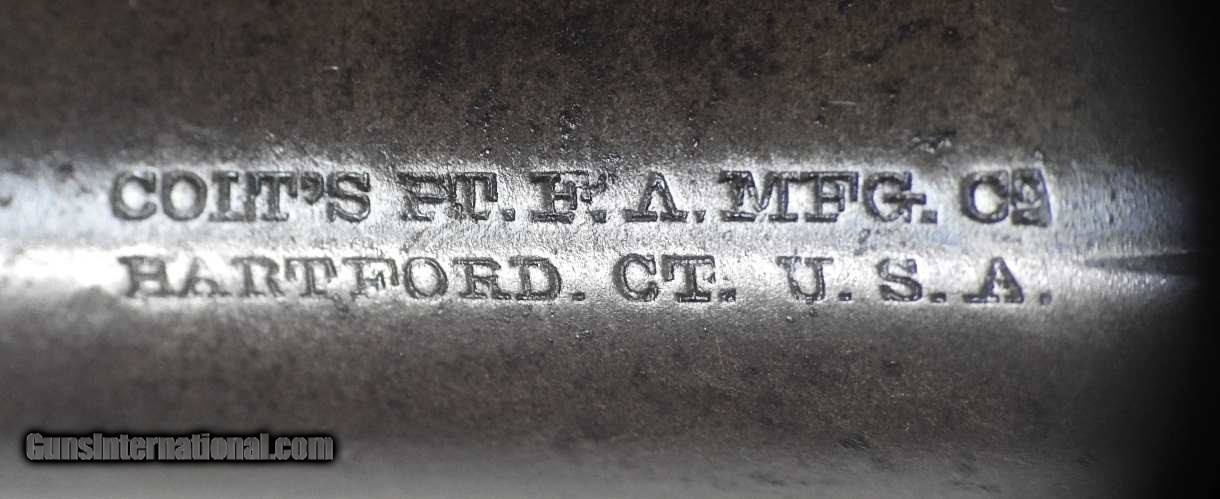 COLT'S PT. F. A. MFG. Co
HARTFORD. CT. U. S. A.
GunsInternational.com